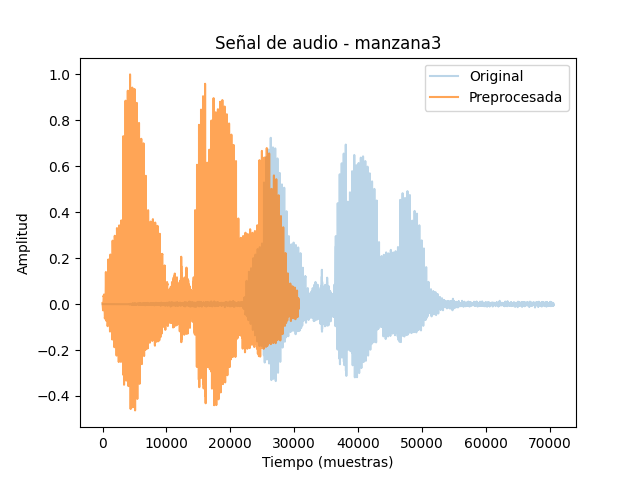 Señal de audio - manzana3
Original
Preprocesada
1.0
0.8
0.6
0.4
0.2
0.0
−0.2
−0.4
Amplitud
0 10000 20000 30000 40000 50000 60000 70000
Tiempo (muestras)